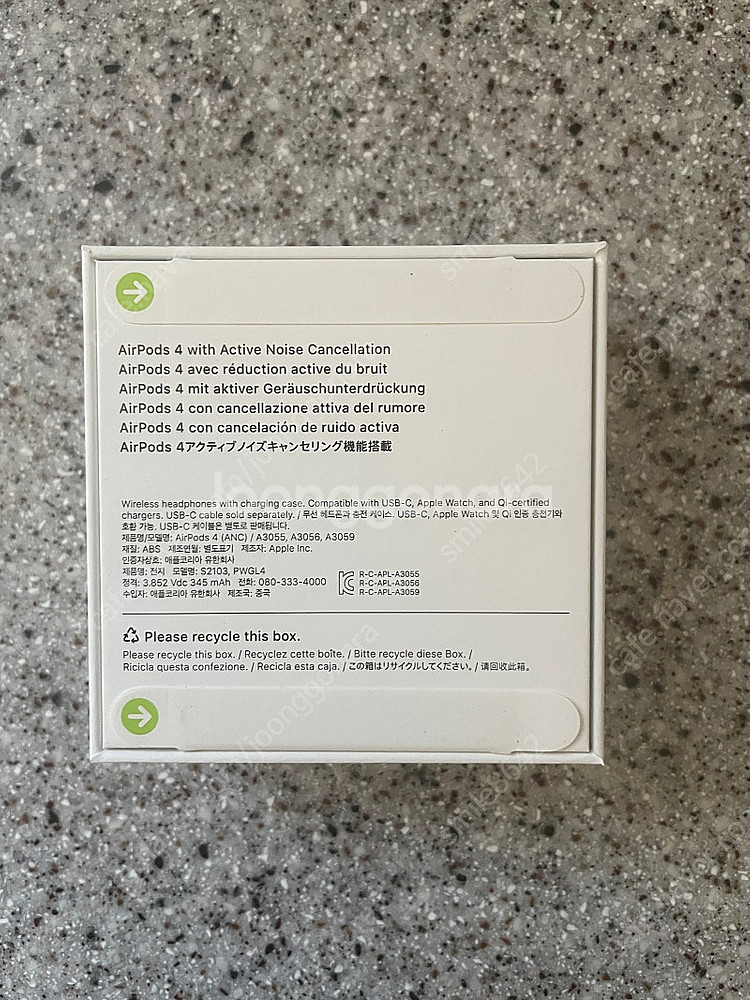 AirPods 4 with Active Noise Cancellation
AirPods 4 avec réduction active du bruit
AirPods 4 mit aktiver Geräuschunterdrückung
AirPods 4 con cancellazione attiva del rumore
AirPods 4 con cancelación de ruido activa
AirPods 4アクティブノイズキャンセリング機能搭載
Wireless headphones with charging case. Compatible with USB-C, Apple Watch, and Qi-certified
chargers. USB-C cable sold separately. / 무선 헤드폰과 충전 케이스. USB-C, Apple Watch 및 Qi 인증 충전기와
호환 가능. USB-C 케이블은 별도로 판매됩니다.
제품명/모델명: AirPods 4 (ANC) / A3055, A3056, A3059
재질: ABS 제조연월: 별도표기 제조자: Apple Inc.
인증자상호: 애플코리아 유한회사
제품명: 전지 모델명: S2103, PWGL4
정격: 3.852 Vdc 345 mAh 전화: 080-333-4000
수입자: 애플코리아 유한회사 제조국: 중국
R-C-APL-A3055
R-C-APL-A3056
R-C-APL-A3059
Please recycle this box.
Please recycle this box. / Recyclez cette boîte. / Bitte recycle diese Box. /
Ricicla questa confezione. / Recicla esta caja. / この箱はリサイクルしてください。/ 请回收此箱。